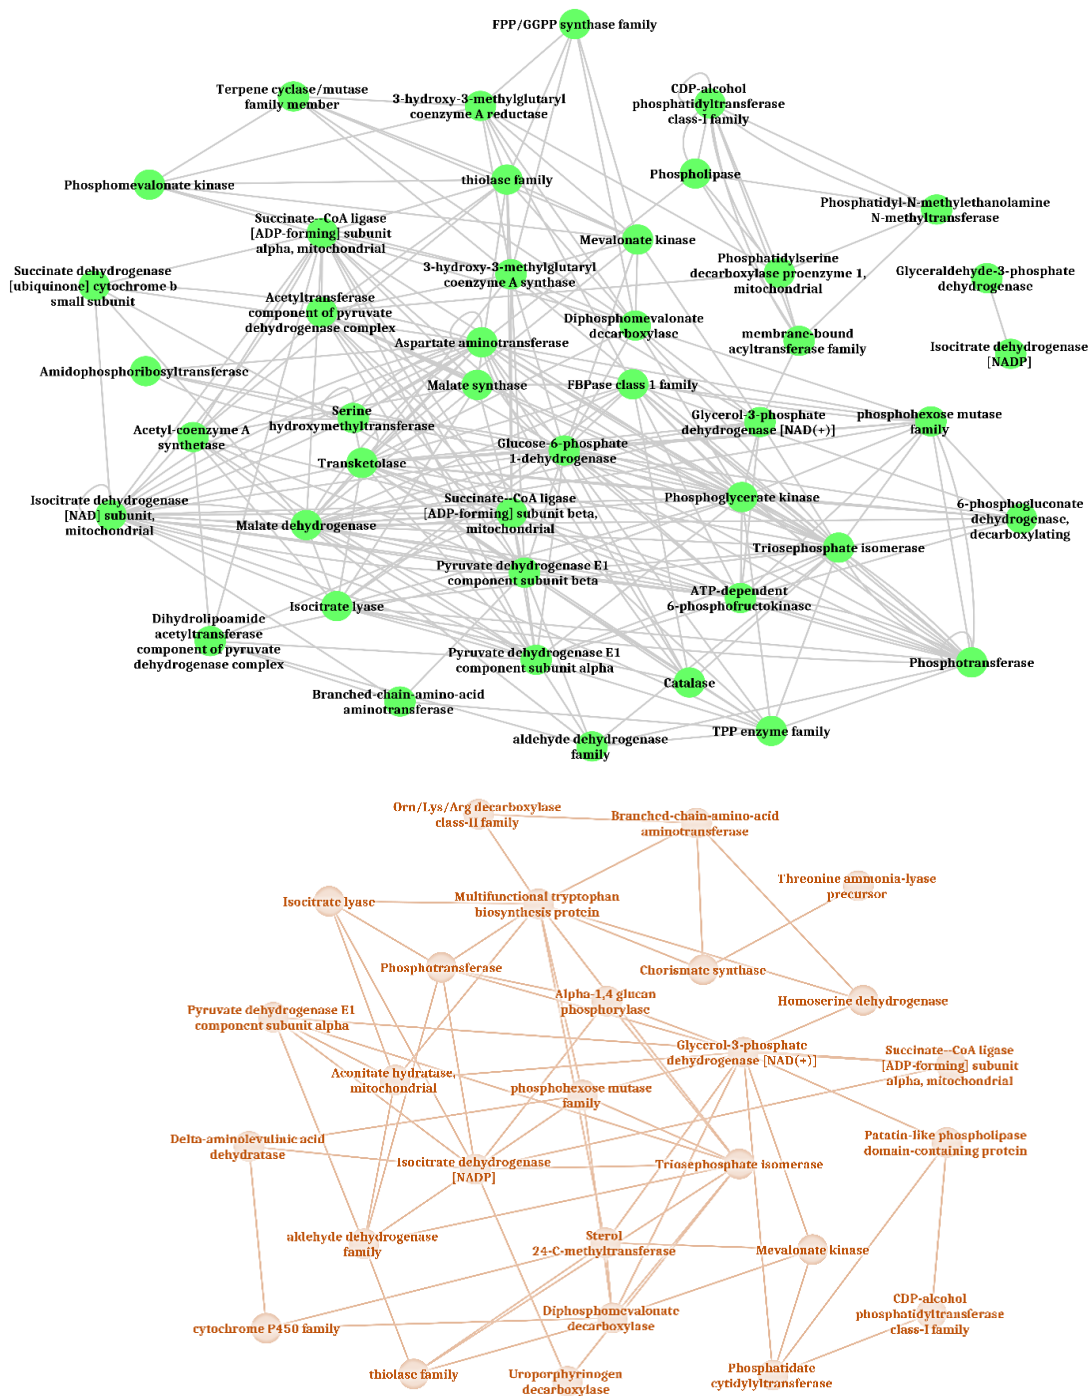 FPP/GGPP synthase family
Terpene cyclase/mutase
family member
3-hydroxy-3-methylglutaryl
coenzyme A reductase
CDP-alcohol
phosphatidyltransferase
class-I family
Phosphomevalonate kinase
thiolase family
Phospholipase
Phosphatidyl-N-methylethanolamine
N-methyltransferase
Succinate--CoA ligase
[ADP-forming] subunit
alpha, mitochondrial
Mevalonate kinase
Succinate dehydrogenase
[ubiquinone] cytochrome b
small subunit
3-hydroxy-3-methylglutaryl
coenzyme A synthase
Phosphatidylserine
decarboxylase proenzyme 1,
mitochondrial
Glyceraldehyde-3-phosphate
dehydrogenase
Acetyltransferase
component of pyruvate
dehydrogenase complex
Diphosphomevalonate
decarboxylase
Aspartate aminotransferase
membrane-bound
acyltransferase family
Isocitrate dehydrogenase
[NADP]
Amidophosphoribosyltransferase
Malate synthase
FBPase class 1 family
Serine
hydroxymethyltransferase
Glycerol-3-phosphate
dehydrogenase [NAD(+)]
phosphohexose mutase
family
Acetyl-coenzyme A
synthetase
Transketolase
Glucose-6-phosphate
1-dehydrogenase
Isocitrate dehydrogenase
[NAD] subunit,
mitochondrial
Malate dehydrogenase
Succinate--CoA ligase
[ADP-forming] subunit beta,
mitochondrial
Phosphoglycerate kinase
6-phosphogluconate
dehydrogenase,
decarboxylating
Triosephosphate isomerase
Pyruvate dehydrogenase E1
component subunit beta
ATP-dependent
6-phosphofructokinase
Isocitrate lyase
Dihydrolipoamide
acetyltransferase
component of pyruvate
dehydrogenase complex
Pyruvate dehydrogenase E1
component subunit alpha
Phosphotransferase
Catalase
Branched-chain-amino-acid
aminotransferase
aldehyde dehydrogenase
family
TPP enzyme family
Orn/Lys/Arg decarboxylase
class-II family
Branched-chain-amino-acid
aminotransferase
Threonine ammonia-lyase
precursor
Isocitrate lyase
Multifunctional tryptophan
biosynthesis protein
Phosphotransferase
Chorismate synthase
Alpha-1,4 glucan
phosphorylase
Homoserine dehydrogenase
Pyruvate dehydrogenase E1
component subunit alpha
Glycerol-3-phosphate
dehydrogenase [NAD(+)]
Succinate--CoA ligase
[ADP-forming] subunit
alpha, mitochondrial
Aconitate hydratase,
mitochondrial
phosphohexose mutase
family
Delta-aminolevulinic acid
dehydratase
Patatin-like phospholipase
domain-containing protein
Isocitrate dehydrogenase
[NADP]
Triosephosphate isomerase
aldehyde dehydrogenase
family
Sterol
24-C-methyltransferase
Mevalonate kinase
cytochrome P450 family
Diphosphomevalonate
decarboxylase
CDP-alcohol
phosphatidyltransferase
class-I family
thiolase family
Uroporphyrinogen
decarboxylase
Phosphatidate
cytidylyltransferase